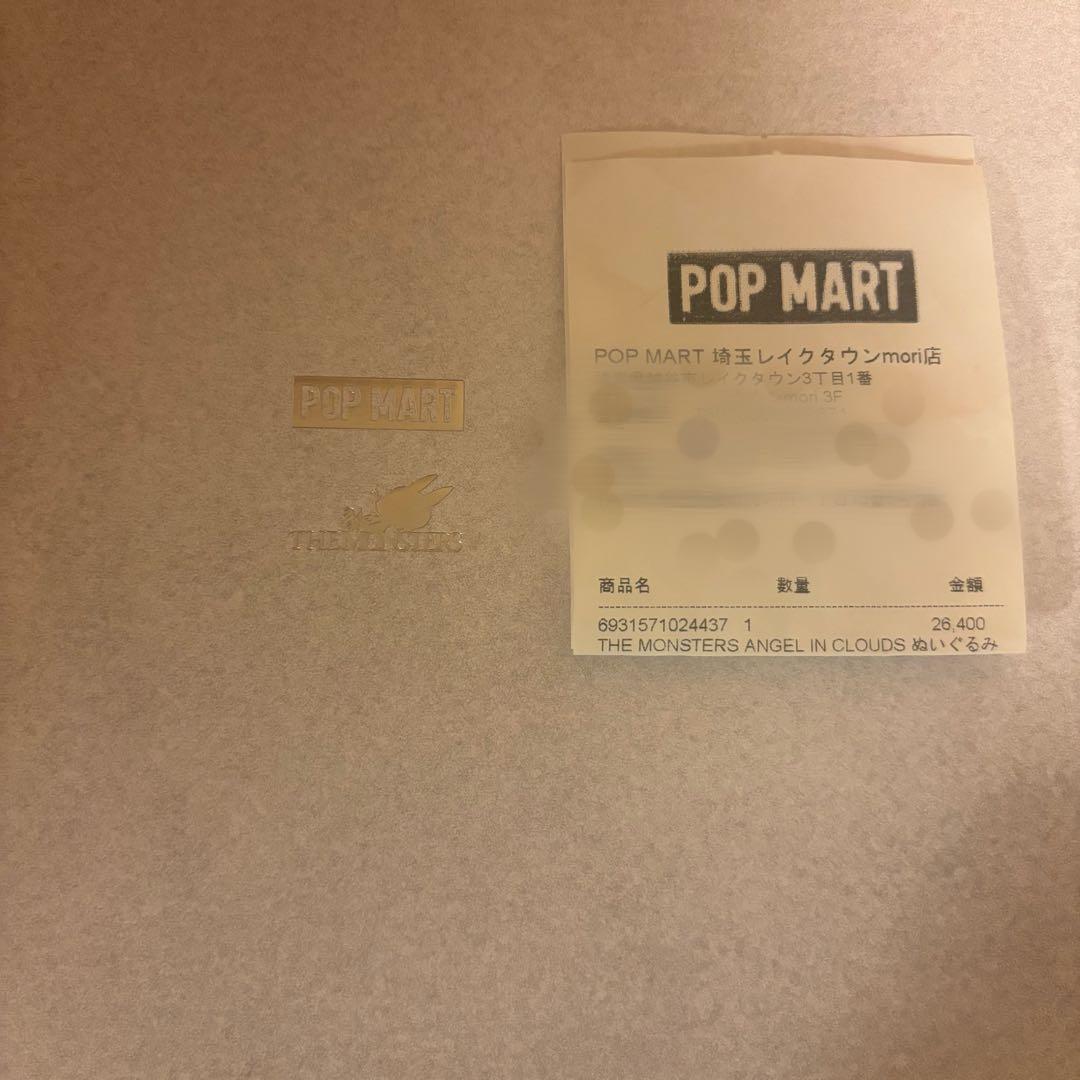 POP MART
THE MONSTERS
POP MART
POP MART 埼玉レイクタウンmori店
レイクタウン3丁目1番
mori 3F
商品名 数量 金額
6931571024437 1 26,400
THE MONSTERS ANGEL IN CLOUDS ぬいぐるみ